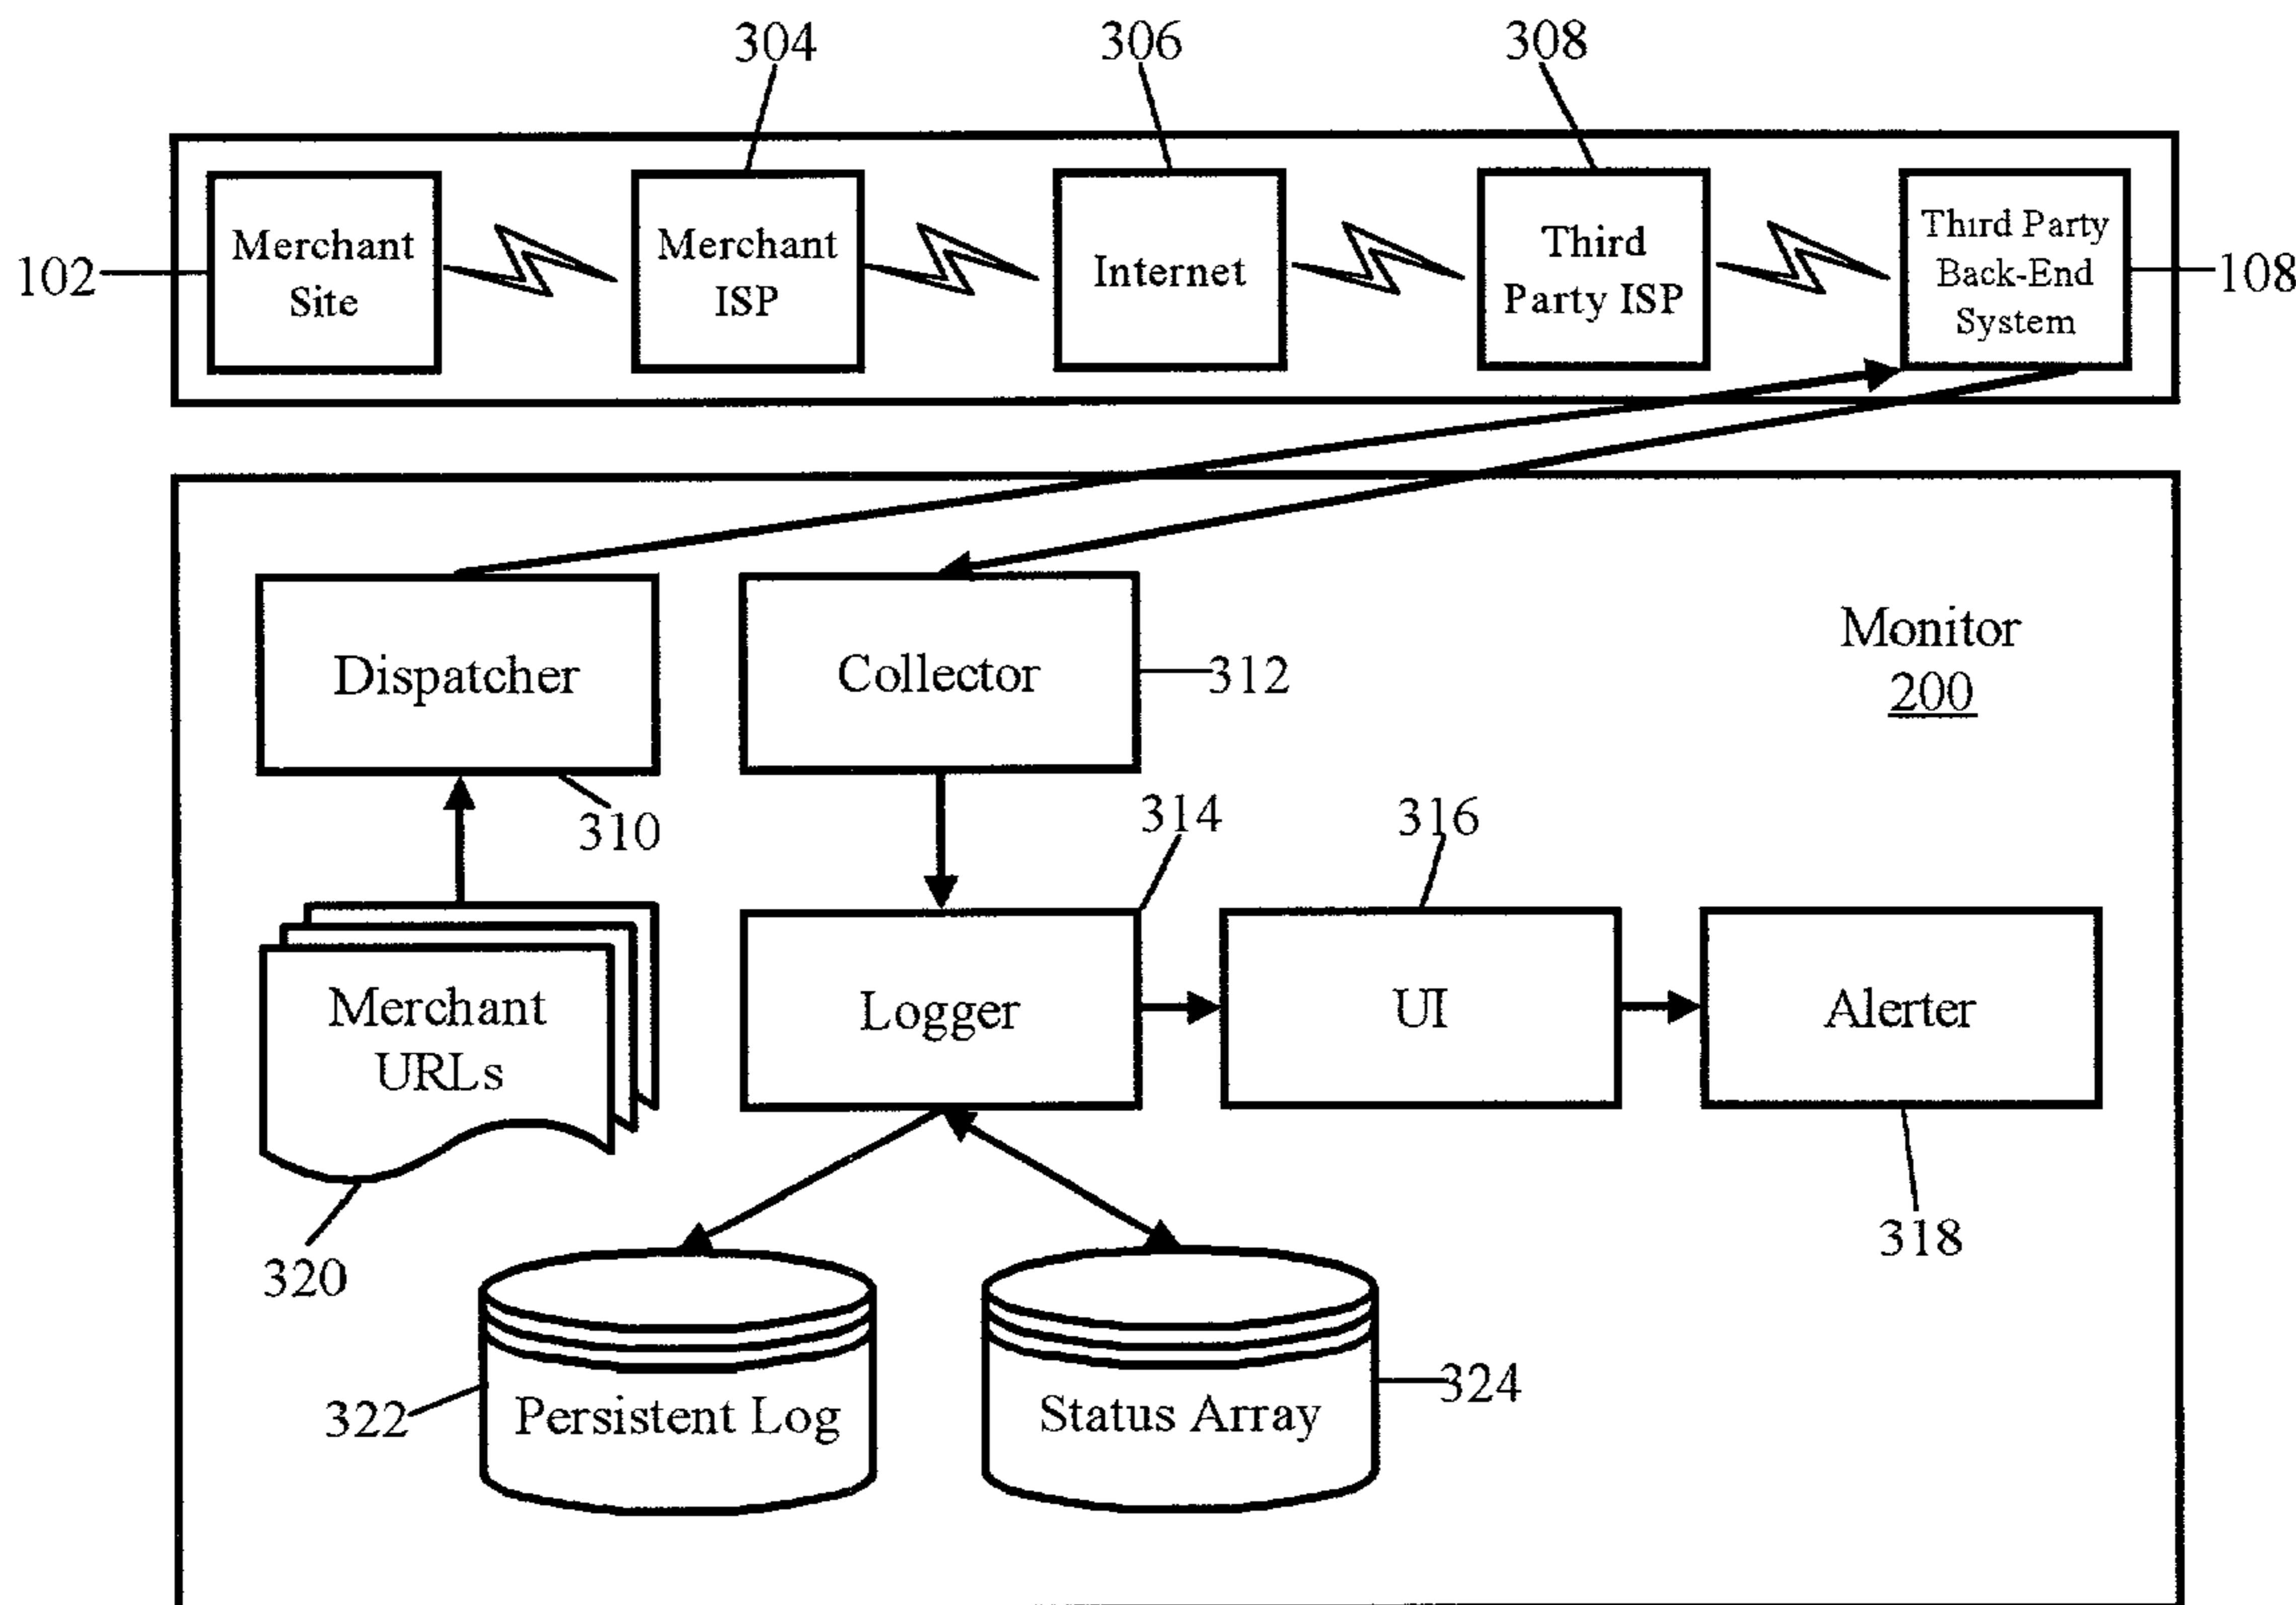 304
306
308
102
Merchant
Site
Merchant
ISP
Internet
Third
Party ISP
Third Party
Back-End
System
108
Dispatcher
310
Collector
312
Monitor
200
314
316
Merchant
URLs
320
Logger
UI
Alerter
318
322
Persistent Log
Status Array
324